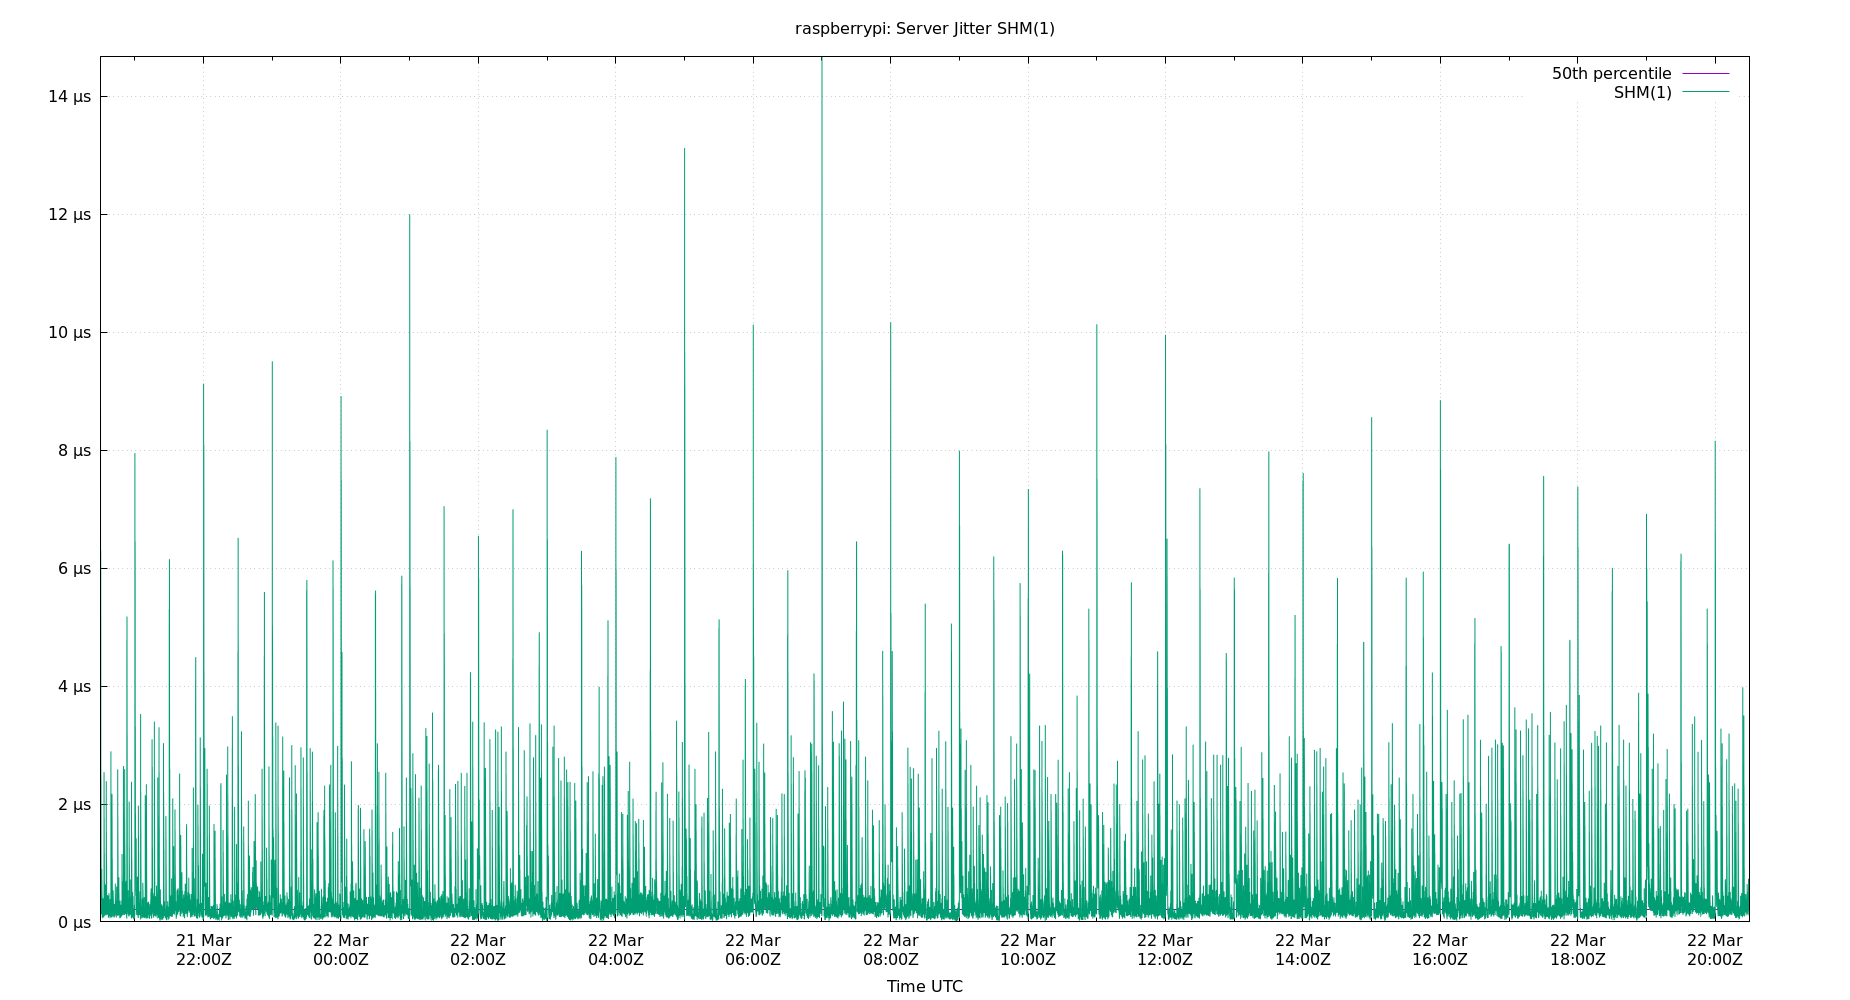 raspberrypi: Server Jitter SHM(1)
50th percentile
SHM(1)
14 µs
12 µs
10 µs
8 µs
6 µs
4 µs
2 µs
0 µs
21 Mar 22 Mar 22 Mar 22 Mar 22 Mar 22 Mar 22 Mar 22 Mar 22 Mar 22 Mar 22 Mar 22 Mar
22:00Z 00:00Z 02:00Z 04:00Z 06:00Z 08:00Z 10:00Z 12:00Z 14:00Z 16:00Z 18:00Z 20:00Z
Time UTC